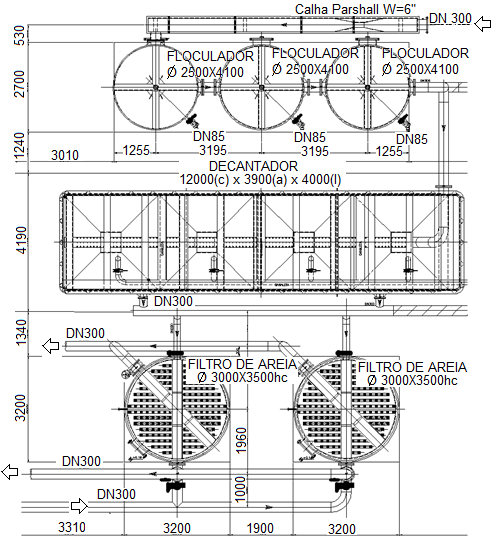 Calha Parshall W=6"
DN 300
530
FLOCULADOR
Ø 2500X4100
FLOCULADOR
Ø 2500X4100
FLOCULADOR
Ø 2500X4100
2700
DN85
DN85
DN85
1240
3010
1255
3195
3195
1255
DECANTADOR
12000(c) x 3900(a) x 4000(l)
4190
DN300
1340
DN300
FILTRO DE AREIA
Ø 3000X3500hc
FILTRO DE AREIA
Ø 3000X3500hc
3200
1960
DN300
1000
DN300
3310
3200
1900
3200